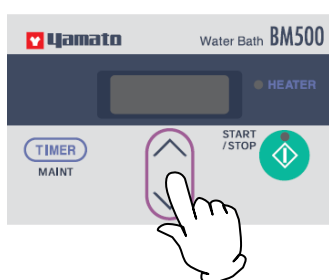 yamato
Water Bath BM500
HEATER
TIMER
MAINT
START
/STOP